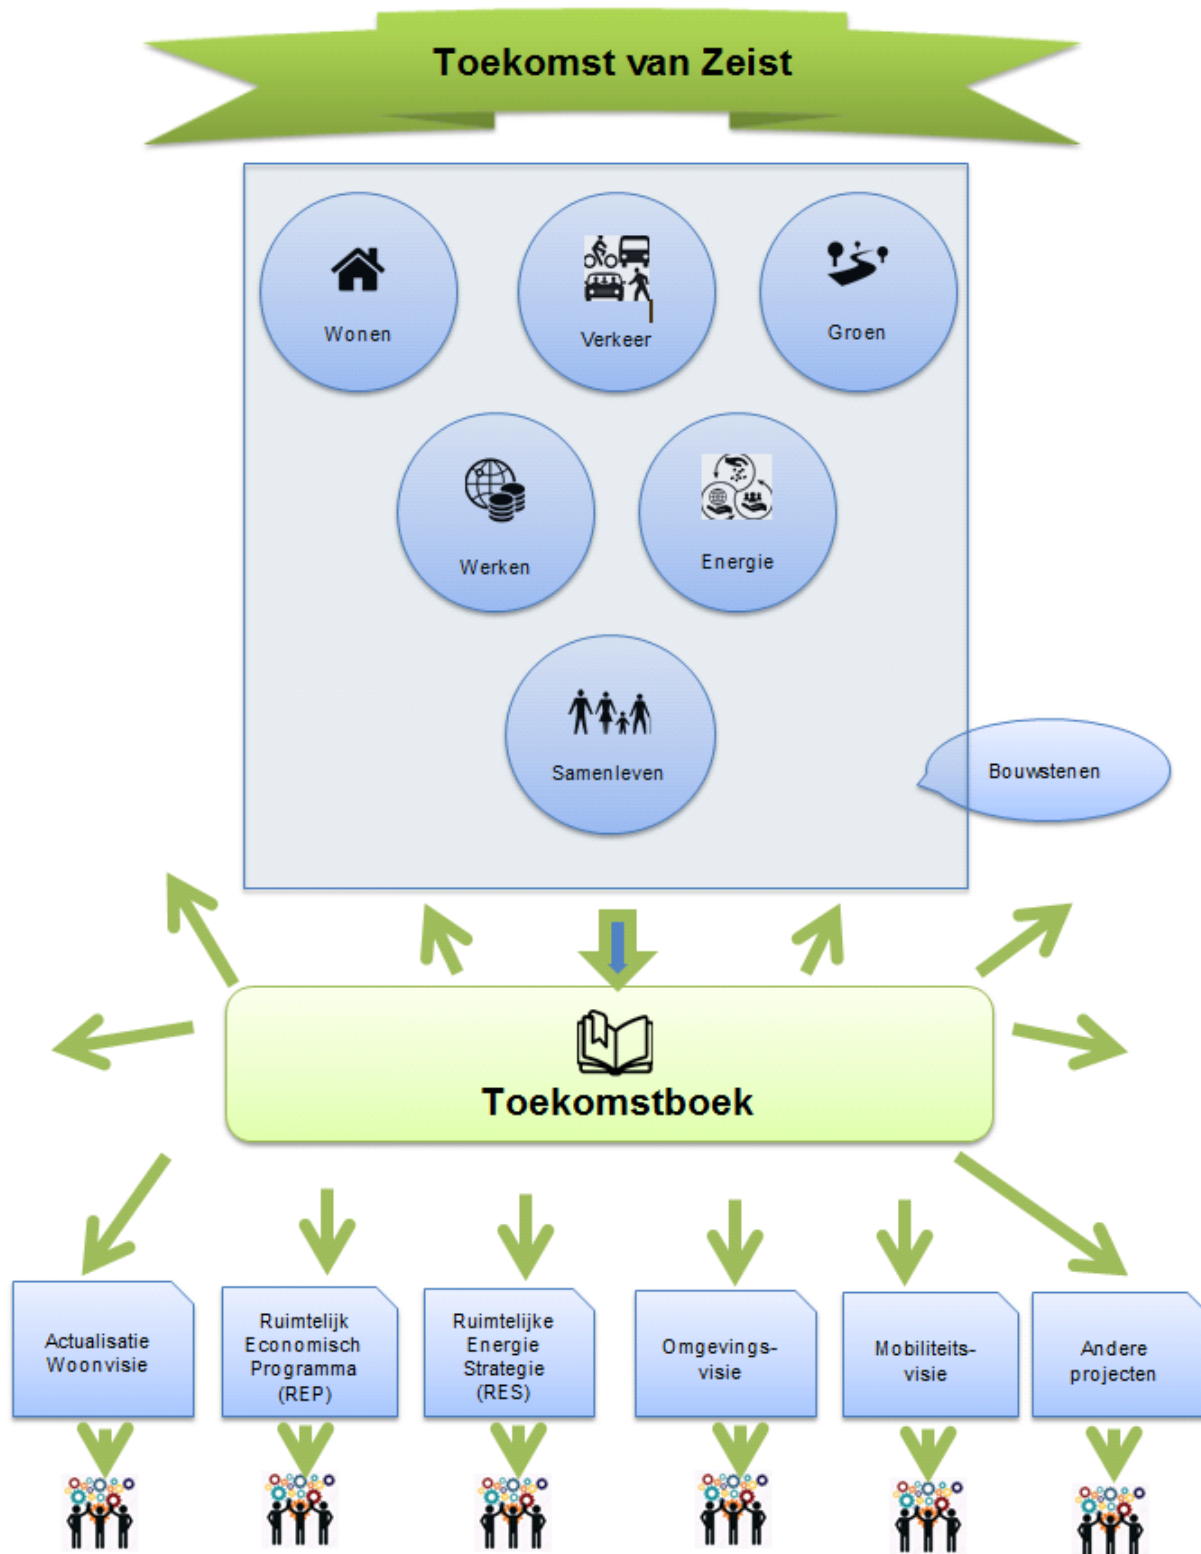 Toekomst van Zeist
Wonen
Verkeer
Groen
Werken
Energie
Samenleven
Bouwstenen
Toekomstboek
Actualisatie
Woonvisie
Ruimtelijk
Economisch
Programma
(REP)
Ruimtelijke
Energie
Strategie
(RES)
Omgevings-
visie
Mobiliteits-
visie
Andere
projecten